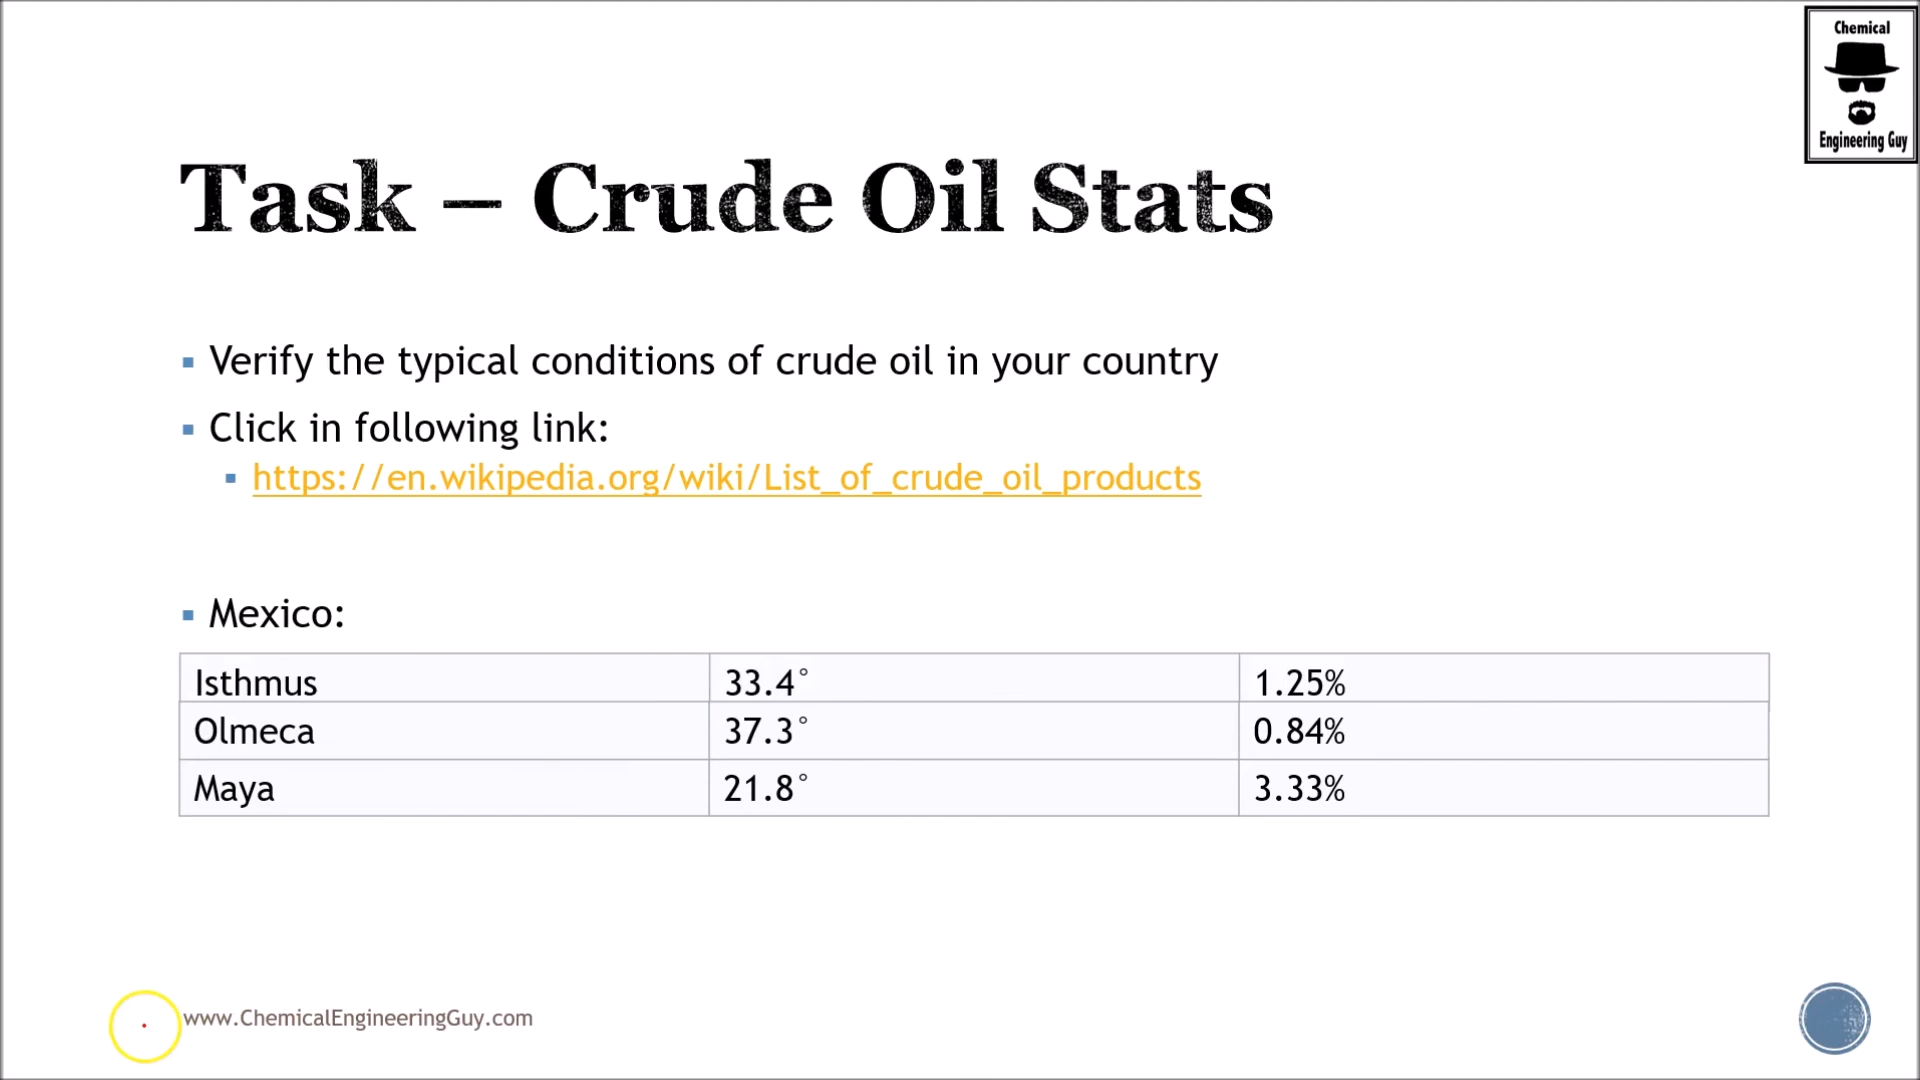 Chemical
Engineering Guy
Task – Crude Oil Stats
Verify the typical conditions of crude oil in your country
Click in following link:
https://en.wikipedia.org/wiki/List_of_crude_oil_products
Mexico:
Isthmus 33.4° 1.25%
Olmeca 37.3° 0.84%
Maya 21.8° 3.33%
www.ChemicalEngineeringGuy.com